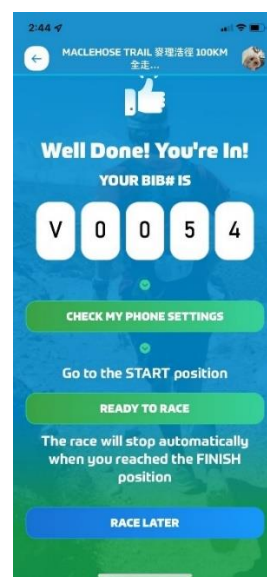 2:44
MACLEHOSE TRAIL 麥理浩徑 100KM
全走...
Well Done! You're In!
YOUR BIB# IS
V 0 0 5 4
CHECK MY PHONE SETTINGS
Go to the START position
READY TO RACE
The race will stop automatically
when you reached the FINISH
position
RACE LATER